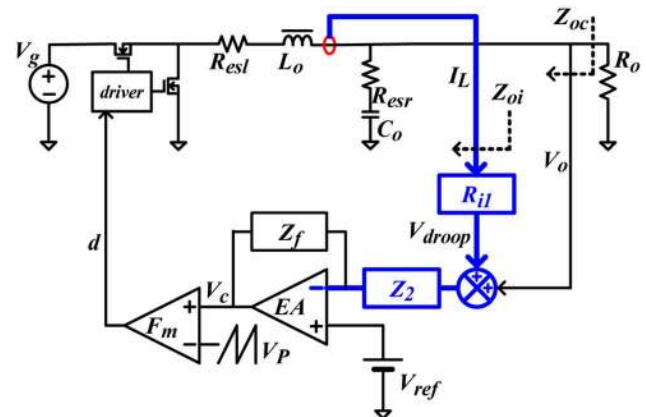 Z_oc
V_g
R_esl
L_o
R_o
driver
R_esr
I_L
Z_oi
C_o
V_o
R_i1
d
Z_f
V_droop
V_c
F_m
EA
Z_2
V_P
V_ref